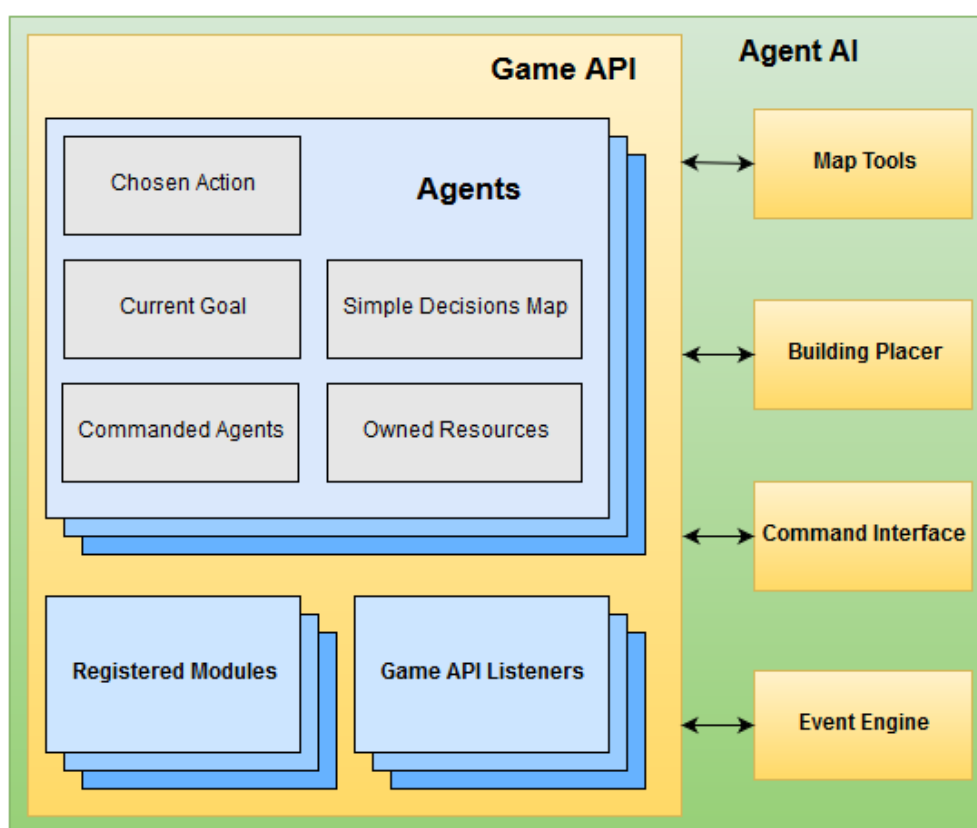 Agent AI
Game API
Agents
Chosen Action
Current Goal
Simple Decisions Map
Commanded Agents
Owned Resources
Registered Modules
Game API Listeners
Map Tools
Building Placer
Command Interface
Event Engine